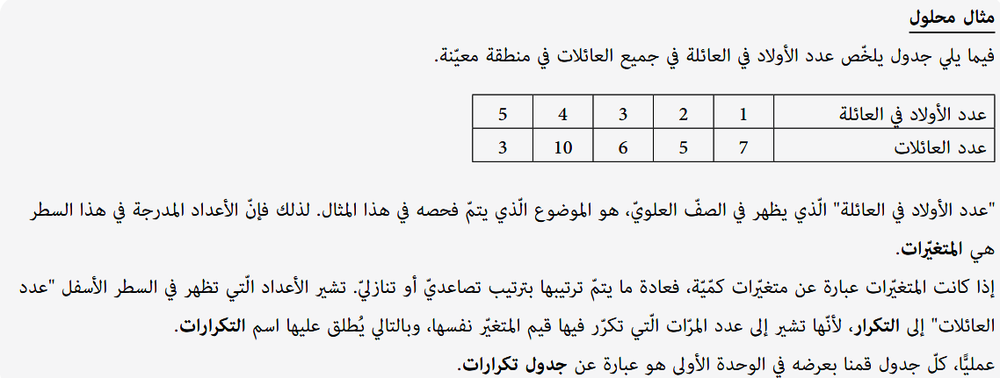 مثال محلول
فيما يلي جدول يلخّص عدد الأولاد في العائلة في جميع العائلات في منطقة معيّنة.
عدد الأولاد في العائلة 1 2 3 4 5
عدد العائلات 7 5 6 10 3
"عدد الأولاد في العائلة" الّذي يظهر في الصفّ العلويّ، هو الموضوع الّذي يتمّ فحصه في هذا المثال. لذلك فإنّ الأعداد المدرجة في هذا السطر
هي المتغيّرات.
إذا كانت المتغيّرات عبارة عن متغيّرات كمّيّة، فعادة ما يتمّ ترتيبها بترتيب تصاعديّ أو تنازليّ. تشير الأعداد الّتي تظهر في السطر الأسفل "عدد
العائلات" إلى التكرار، لأنّها تشير إلى عدد المرّات الّتي تكرّر فيها قيم المتغيّر نفسها، وبالتالي يُطلق عليها اسم التكرارات.
عمليًّا، كلّ جدول قمنا بعرضه في الوحدة الأولى هو عبارة عن جدول تكرارات.